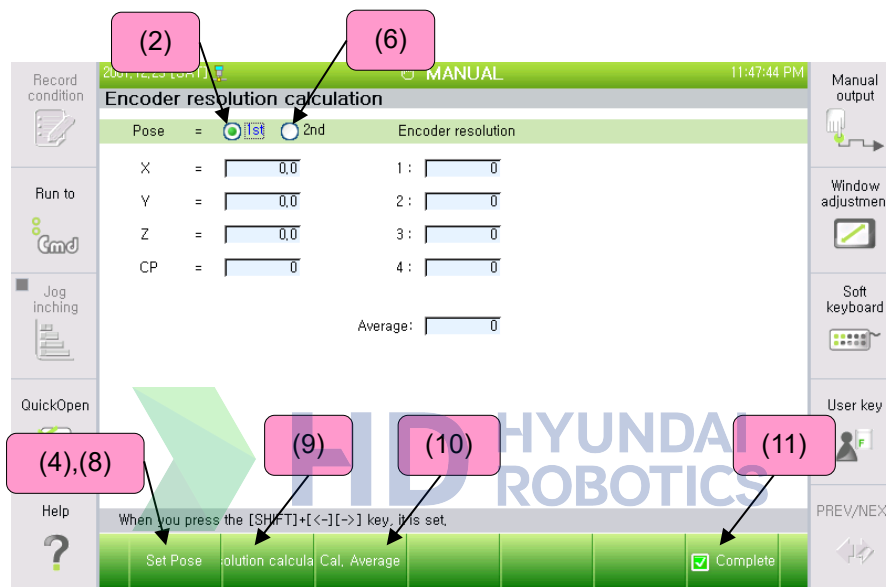 (2)
(6)
Record
condition
MANUAL
11:47:44 PM
Manual
output
Encoder resolution calculation
Pose = 1st 2nd Encoder resolution
X = 0,0 1 : 0
Run to
Y = 0,0 2 : 0
Window
adjustmen
Z = 0,0 3 : 0
Cmd
CP = 0 4 : 0
Jog
inching
Soft
keyboard
Average: 0
QuickOpen
HD HYUNDAI
ROBOTICS
User key
F
(4),(8)
(9)
(10)
(11)
Help
When you press the [SHIFT]+[<-][->] key, it is set,
PREV/NEX
?
Set Pose
olution calcula
Cal, Average
Complete